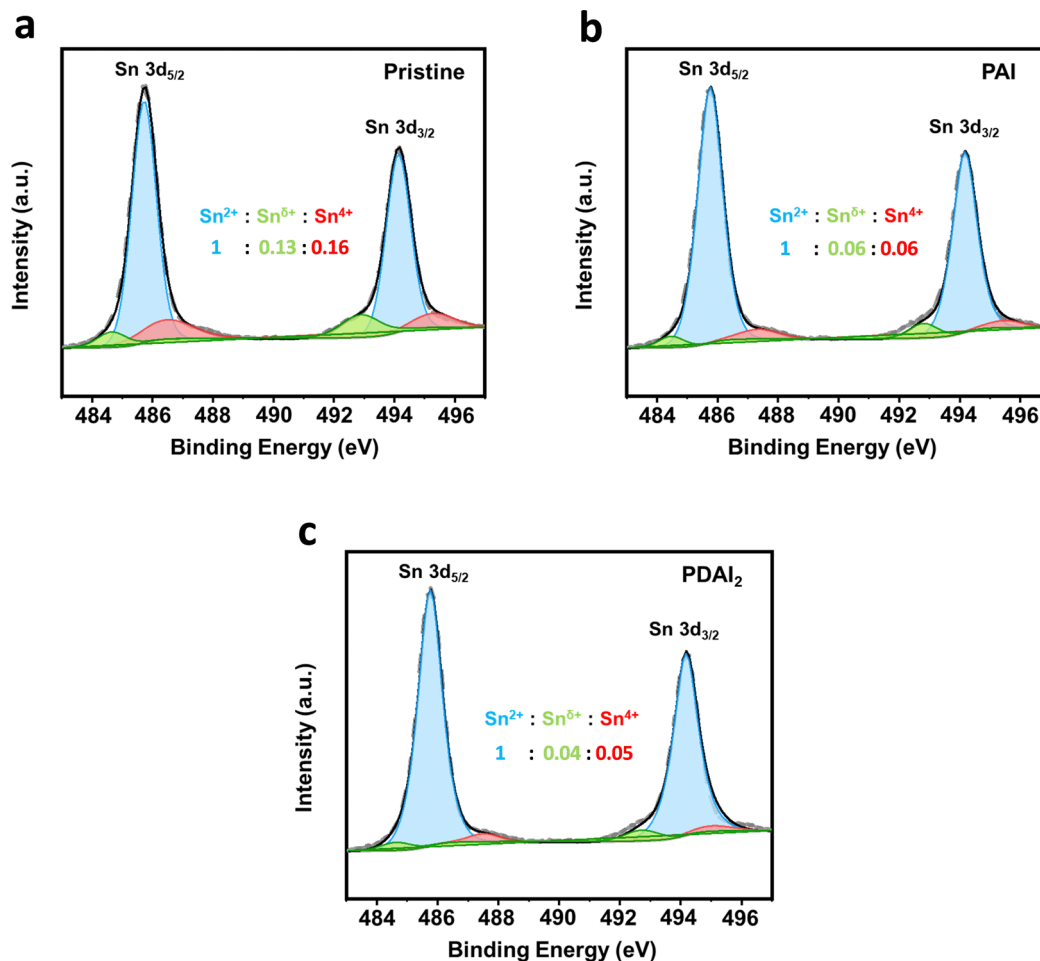 a
Sn 3d5/2
Pristine
Sn 3d3/2
Sn²⁺ : Snᵟ⁺ : Sn⁴⁺
1 : 0.13 : 0.16
Intensity (a.u.)
484 486 488 490 492 494 496
Binding Energy (eV)
b
Sn 3d5/2
PAI
Sn 3d3/2
Sn²⁺ : Snᵟ⁺ : Sn⁴⁺
1 : 0.06 : 0.06
Intensity (a.u.)
484 486 488 490 492 494 496
Binding Energy (eV)
c
Sn 3d5/2
PDAI₂
Sn 3d3/2
Sn²⁺ : Snᵟ⁺ : Sn⁴⁺
1 : 0.04 : 0.05
Intensity (a.u.)
484 486 488 490 492 494 496
Binding Energy (eV)